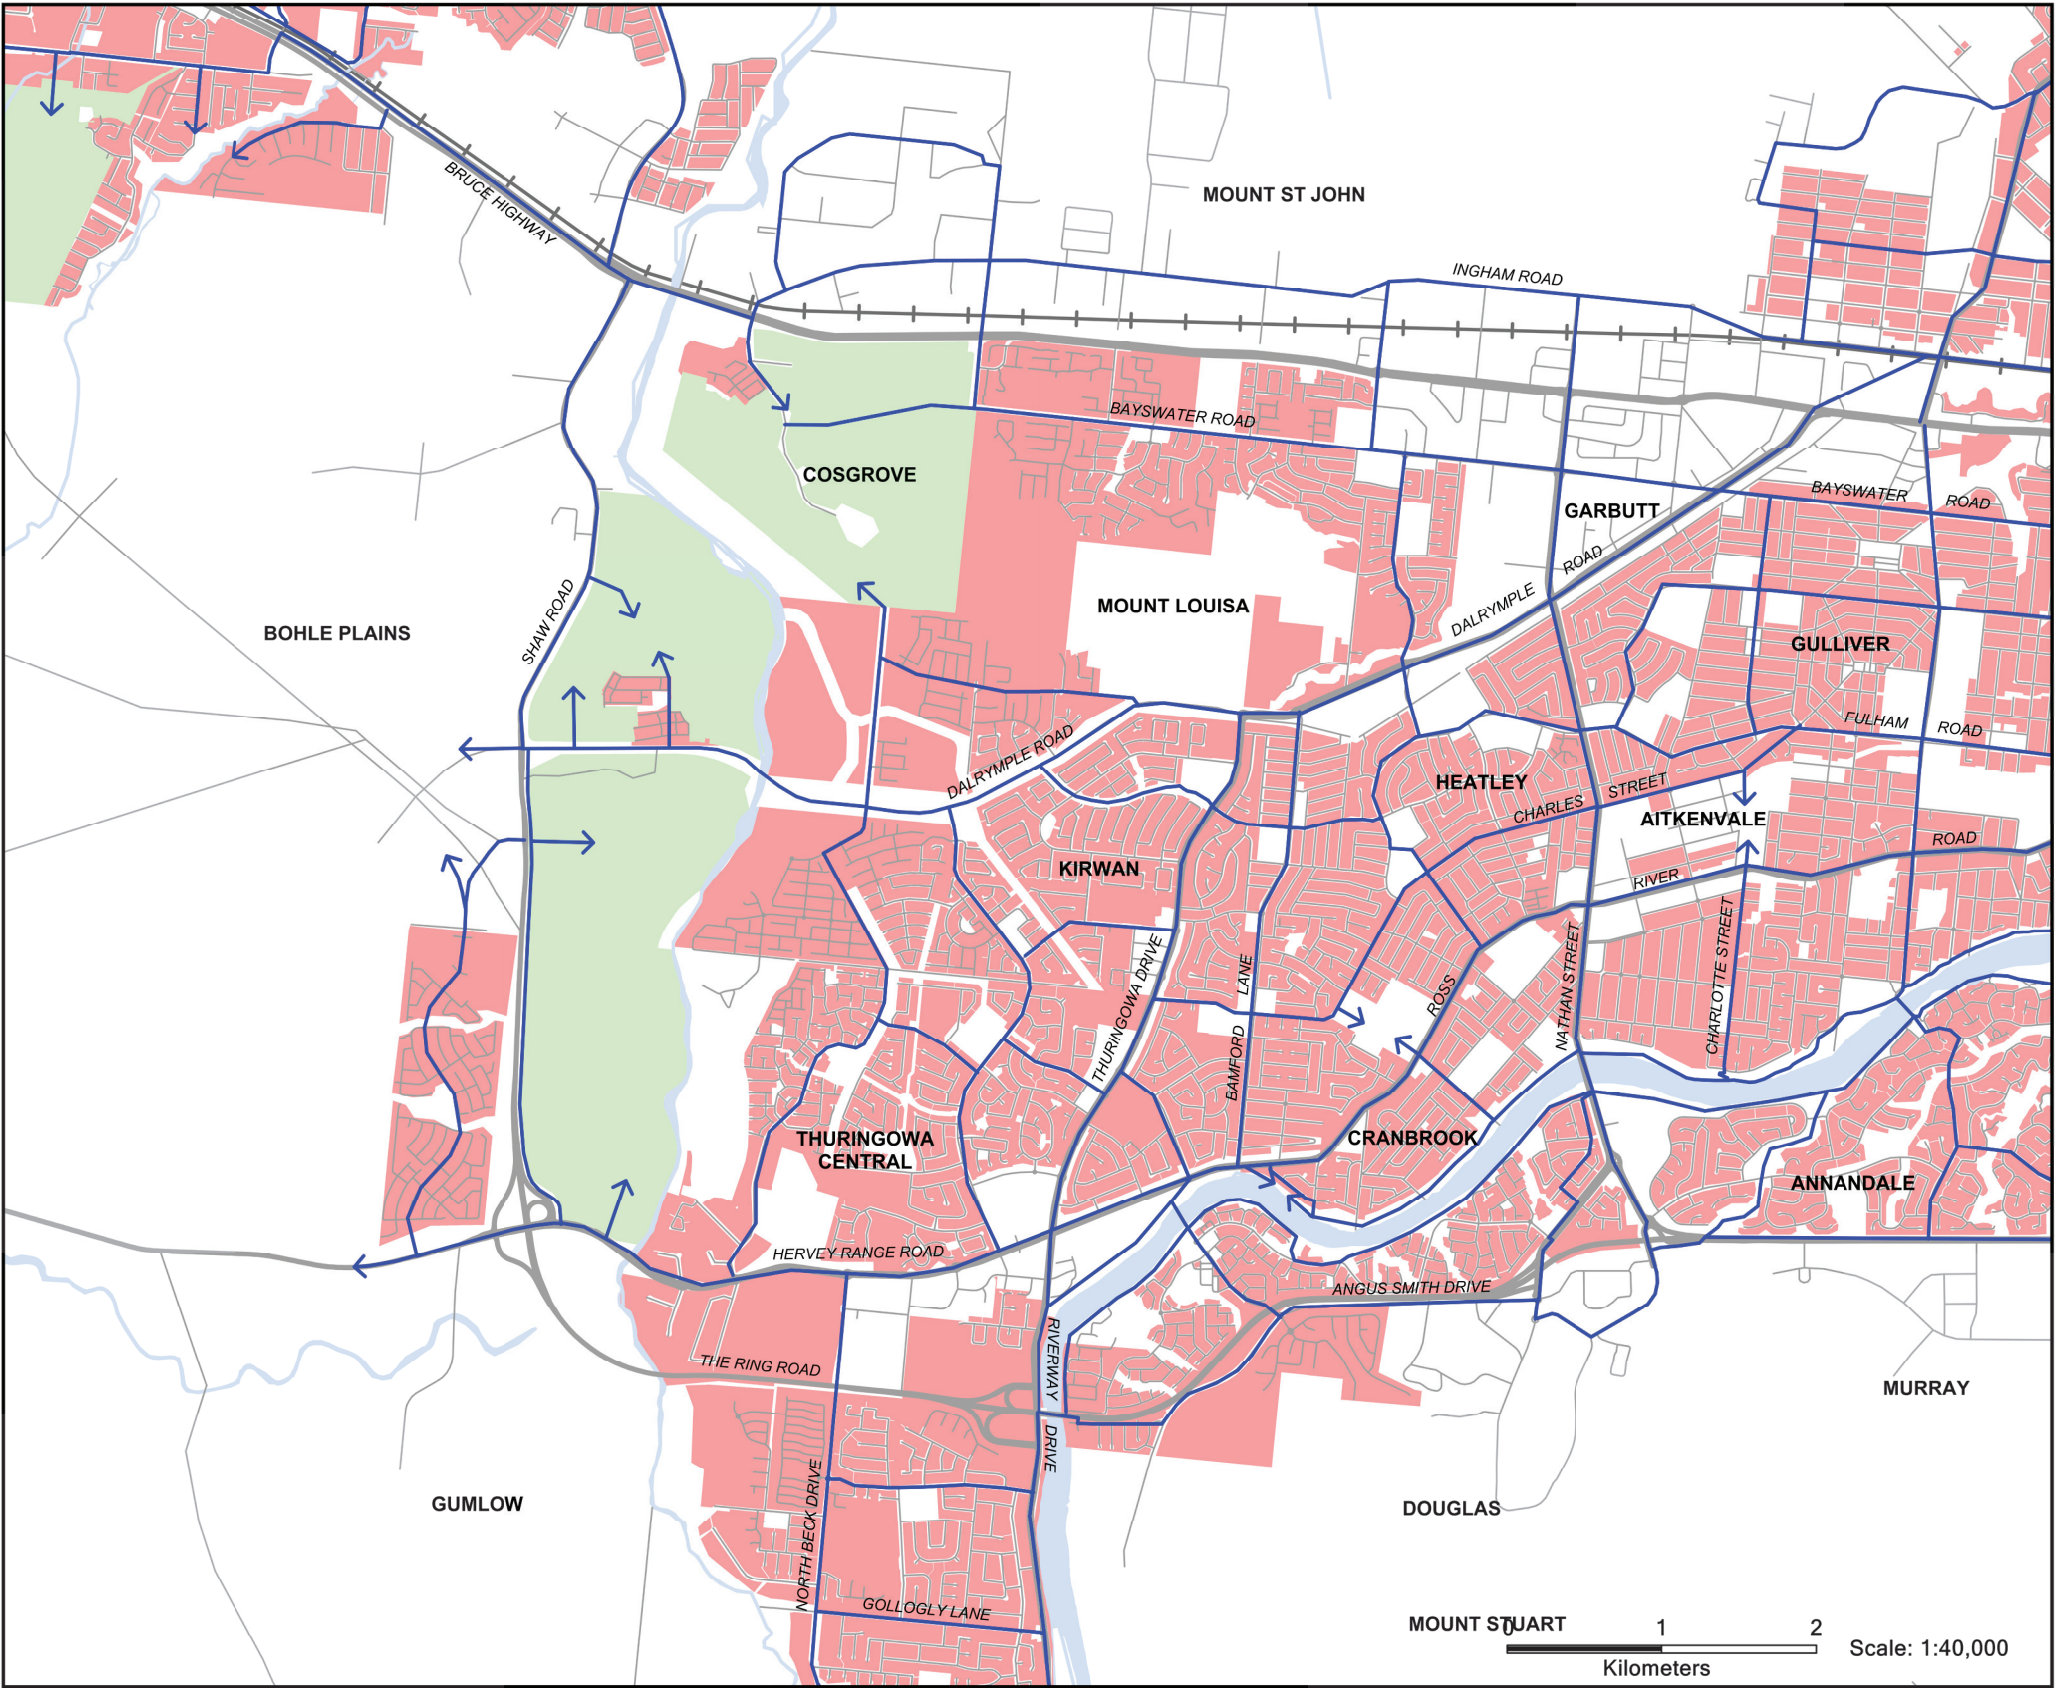 MOUNT ST JOHN
BRUCE HIGHWAY
INGHAM ROAD
BAYSWATER ROAD
COSGROVE
GARBUTT
BAYSWATER
ROAD
ROAD
DALRYMPLE
MOUNT LOUISA
BOHLE PLAINS
SHAW ROAD
GULLIVER
FULHAM
ROAD
DALRYMPLE ROAD
HEATLEY
CHARLES
STREET
AITKENVALE
KIRWAN
ROAD
RIVER
THURINGOWA DRIVE
LANE
BAMFORD
ROSS
NATHAN STREET
CHARLOTTE STREET
THURINGOWA
CENTRAL
CRANBROOK
ANNANDALE
HERVEY RANGE ROAD
ANGUS SMITH DRIVE
THE RING ROAD
RIVERWAY
DRIVE
MURRAY
GUMLOW
DOUGLAS
NORTH BECK DRIVE
GOLLOGLY LANE
MOUNT STUART
0 1 2
Kilometers
Scale: 1:40,000